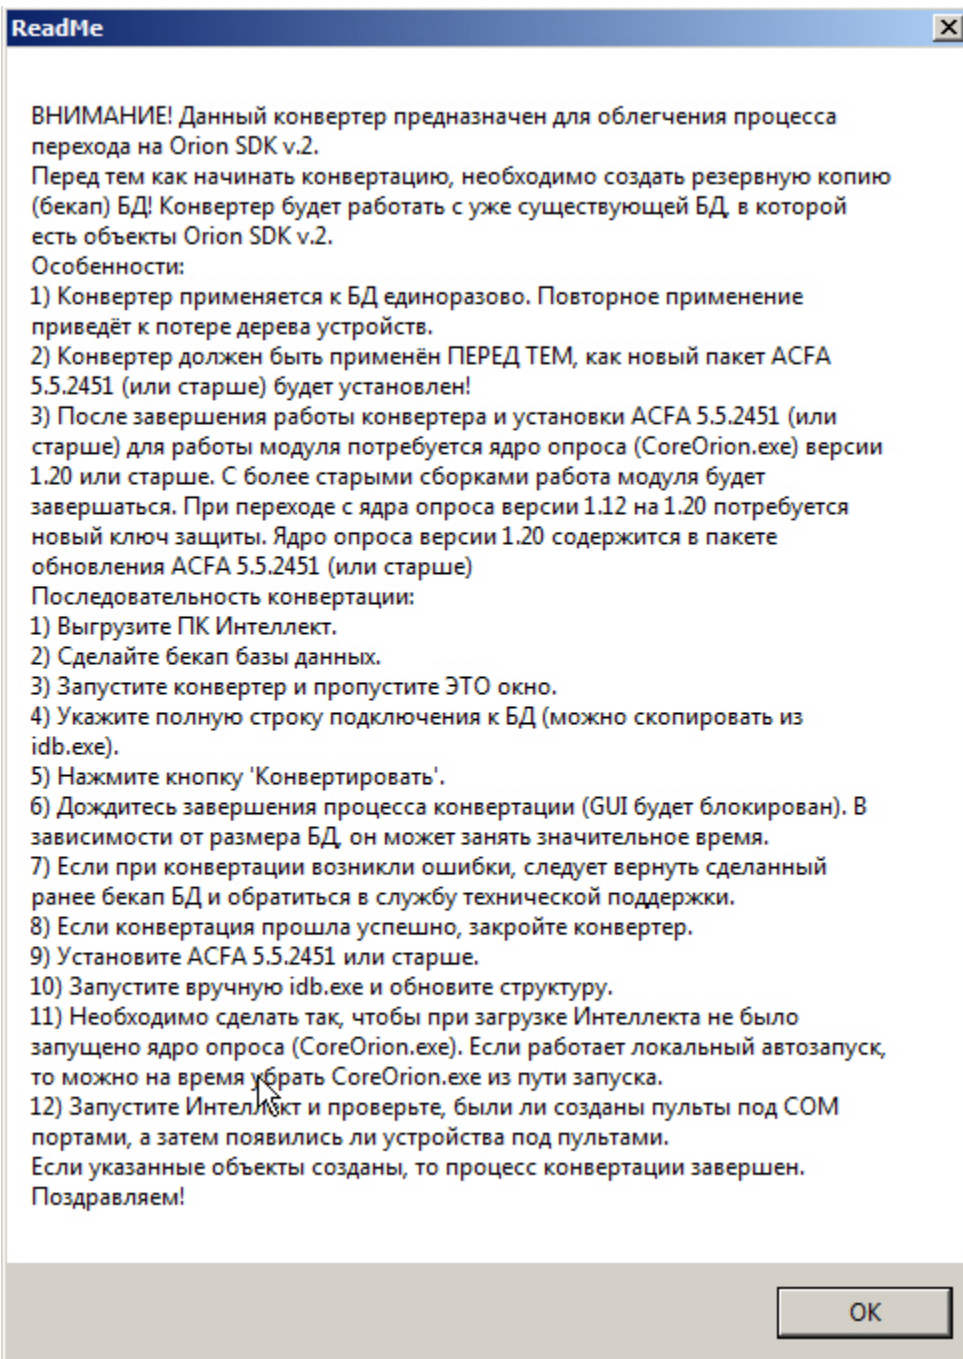 ReadMe
ВНИМАНИЕ! Данный конвертер предназначен для облегчения процесса
перехода на Orion SDK v.2.
Перед тем как начинать конвертацию, необходимо создать резервную копию
(бекап) БД! Конвертер будет работать с уже существующей БД, в которой
есть объекты Orion SDK v.2.
Особенности:
1) Конвертер применяется к БД единоразово. Повторное применение
приведёт к потере дерева устройств.
2) Конвертер должен быть применён ПЕРЕД ТЕМ, как новый пакет ACFA
5.5.2451 (или старше) будет установлен!
3) После завершения работы конвертера и установки ACFA 5.5.2451 (или
старше) для работы модуля потребуется ядро опроса (CoreOrion.exe) версии
1.20 или старше. С более старыми сборками работа модуля будет
завершаться. При переходе с ядра опроса версии 1.12 на 1.20 потребуется
новый ключ защиты. Ядро опроса версии 1.20 содержится в пакете
обновления ACFA 5.5.2451 (или старше)
Последовательность конвертации:
1) Выгрузите ПК Интеллект.
2) Сделайте бекап базы данных.
3) Запустите конвертер и пропустите ЭТО окно.
4) Укажите полную строку подключения к БД (можно скопировать из
idb.exe).
5) Нажмите кнопку 'Конвертировать'.
6) Дождитесь завершения процесса конвертации (GUI будет блокирован). В
зависимости от размера БД, он может занять значительное время.
7) Если при конвертации возникли ошибки, следует вернуть сделанный
ранее бекап БД и обратиться в службу технической поддержки.
8) Если конвертация прошла успешно, закройте конвертер.
9) Установите ACFA 5.5.2451 или старше.
10) Запустите вручную idb.exe и обновите структуру.
11) Необходимо сделать так, чтобы при загрузке Интеллекта не было
запущено ядро опроса (CoreOrion.exe). Если работает локальный автозапуск,
то можно на время убрать CoreOrion.exe из пути запуска.
12) Запустите Интеллект и проверьте, были ли созданы пульты под COM
портами, а затем появились ли устройства под пультами.
Если указанные объекты созданы, то процесс конвертации завершен.
Поздравляем!
OK